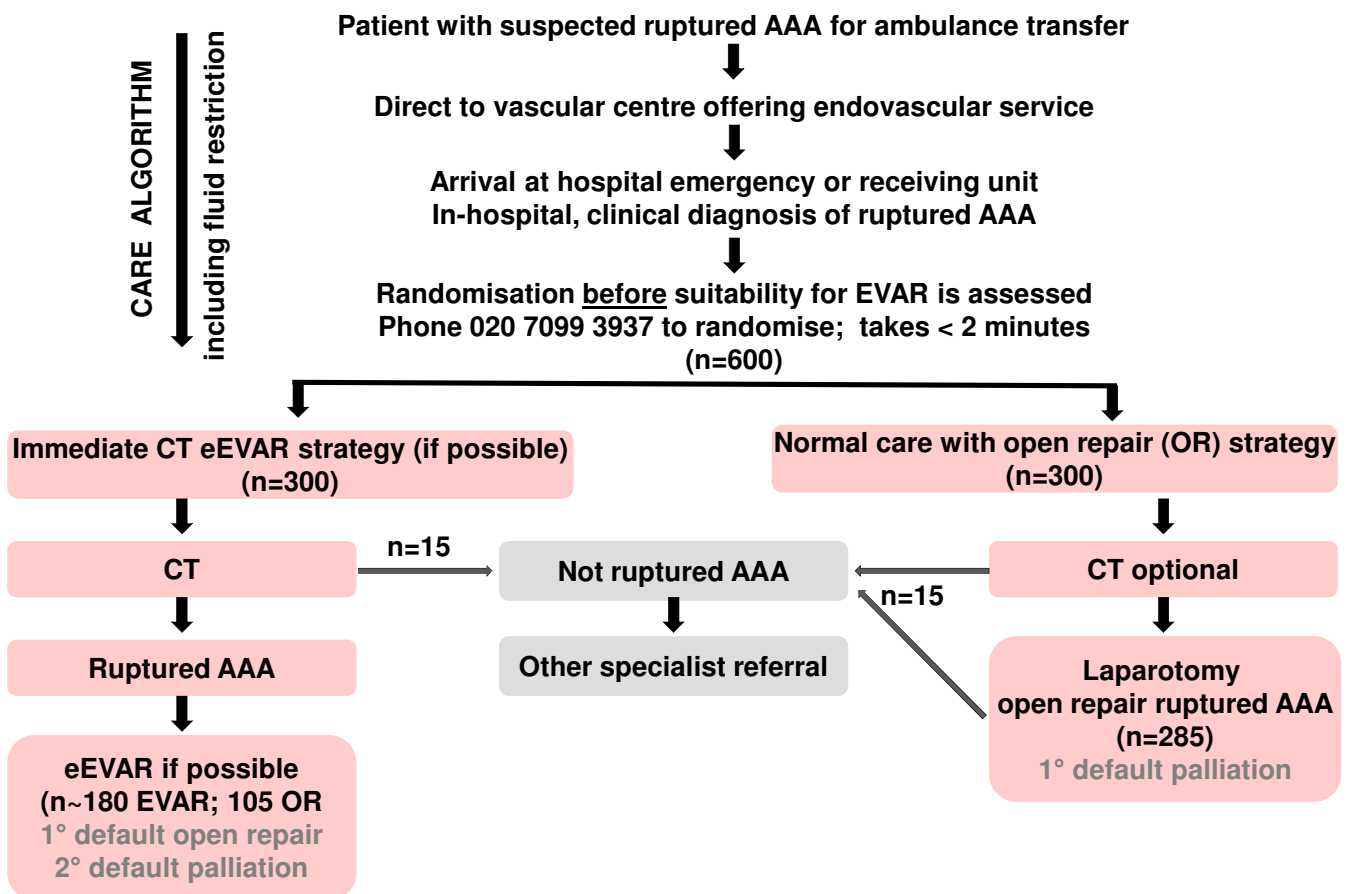 Patient with suspected ruptured AAA for ambulance transfer
CARE ALGORITHM
including fluid restriction
Direct to vascular centre offering endovascular service
Arrival at hospital emergency or receiving unit
In-hospital, clinical diagnosis of ruptured AAA
Randomisation before suitability for EVAR is assessed
Phone 020 7099 3937 to randomise; takes < 2 minutes
(n=600)
Immediate CT eEVAR strategy (if possible)
(n=300)
Normal care with open repair (OR) strategy
(n=300)
CT
n=15
Not ruptured AAA
CT optional
n=15
Ruptured AAA
Other specialist referral
Laparotomy
open repair ruptured AAA
(n=285)
1° default palliation
eEVAR if possible
(n~180 EVAR; 105 OR
1° default open repair
2° default palliation